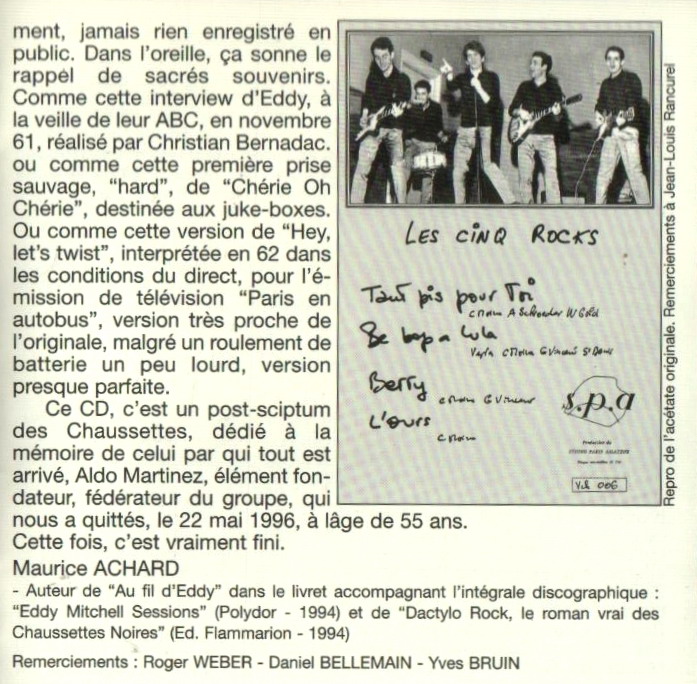 ment, jamais rien enregistré en
public. Dans l'oreille, ça sonne le
rappel de sacrés souvenirs.
Comme cette interview d'Eddy, à
la veille de leur ABC, en novembre
61, réalisé par Christian Bernadac.
ou comme cette première prise
sauvage, "hard", de "Chérie Oh
Chérie", destinée aux juke-boxes.
Ou comme cette version de "Hey,
let's twist", interprétée en 62 dans
les conditions du direct, pour l'é-
mission de télévision "Paris en
autobus", version très proche de
l'originale, malgré un roulement de
batterie un peu lourd, version
presque parfaite.
Ce CD, c'est un post-sciptum
des Chaussettes, dédié à la
mémoire de celui par qui tout est
arrivé, Aldo Martinez, élément fon-
dateur, fédérateur du groupe, qui
nous a quittés, le 22 mai 1996, à lâge de 55 ans.
Cette fois, c'est vraiment fini.
Maurice ACHARD
- Auteur de "Au fil d'Eddy" dans le livret accompagnant l'intégrale discographique :
"Eddy Mitchell Sessions" (Polydor - 1994) et de "Dactylo Rock, le roman vrai des
Chaussettes Noires" (Ed. Flammarion - 1994)
Remerciements : Roger WEBER - Daniel BELLEMAIN - Yves BRUIN
LES CINQ ROCKS
Tant pis pour Toi
A Schroeder W Gold
Be bop a Lula
G Vincent
Berry
G Vincent
L'ours
s.p.a
STUDIO PARIS
006
Repro de l'acétate originale. Remerciements à Jean-Louis Rancurel